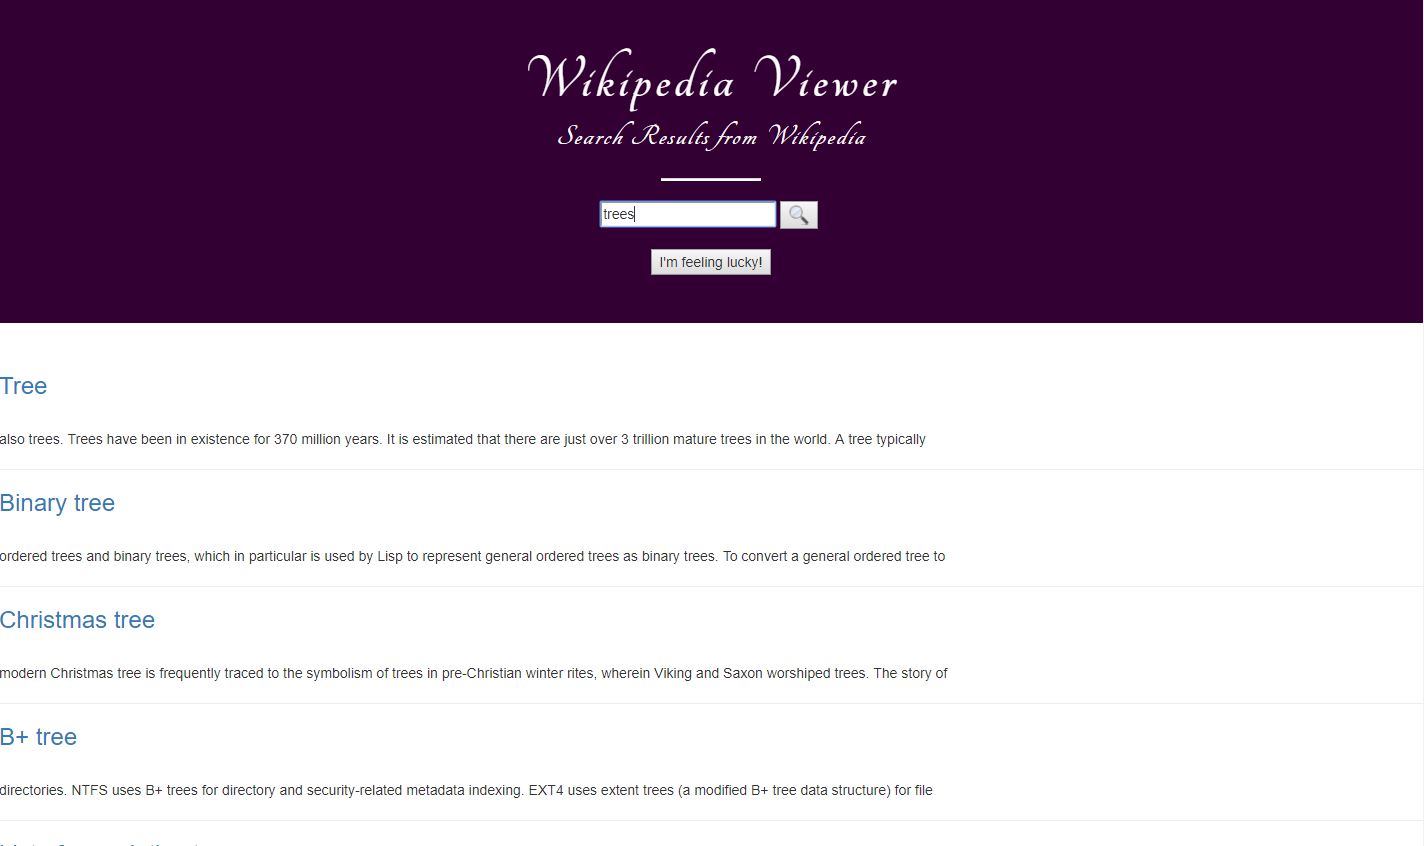 Wikipedia Viewer
Search Results from Wikipedia
trees
I'm feeling lucky!
Tree
also trees. Trees have been in existence for 370 million years. It is estimated that there are just over 3 trillion mature trees in the world. A tree typically
Binary tree
ordered trees and binary trees, which in particular is used by Lisp to represent general ordered trees as binary trees. To convert a general ordered tree to
Christmas tree
modern Christmas tree is frequently traced to the symbolism of trees in pre-Christian winter rites, wherein Viking and Saxon worshiped trees. The story of
B+ tree
directories. NTFS uses B+ trees for directory and security-related metadata indexing. EXT4 uses extent trees (a modified B+ tree data structure) for file